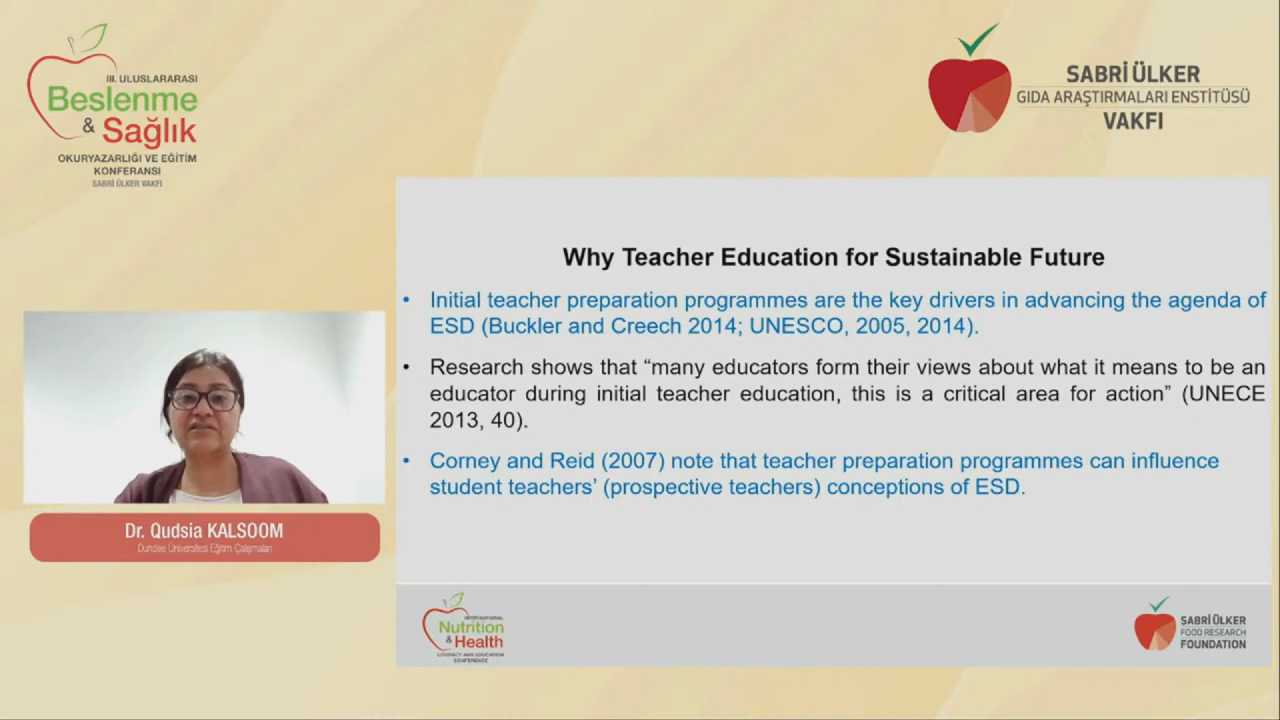 III. ULUSLARARASI
Beslenme
& Sağlık
OKURYAZARLIĞI VE EĞİTİM
KONFERANSI
SABRİ ÜLKER VAKFI
SABRİ ÜLKER
GIDA ARAŞTIRMALARI ENSTİTÜSÜ
VAKFI
Why Teacher Education for Sustainable Future
• Initial teacher preparation programmes are the key drivers in advancing the agenda of
ESD (Buckler and Creech 2014; UNESCO, 2005, 2014).
• Research shows that “many educators form their views about what it means to be an
educator during initial teacher education, this is a critical area for action” (UNECE
2013, 40).
• Corney and Reid (2007) note that teacher preparation programmes can influence
student teachers’ (prospective teachers) conceptions of ESD.
Dr. Qudsia KALSOOM
Dundee Üniversitesi Eğitim Çalışmaları
INTERNATIONAL
Nutrition
& Health
LITERACY AND EDUCATION
CONFERENCE
SABRİ ÜLKER
FOOD RESEARCH
FOUNDATION